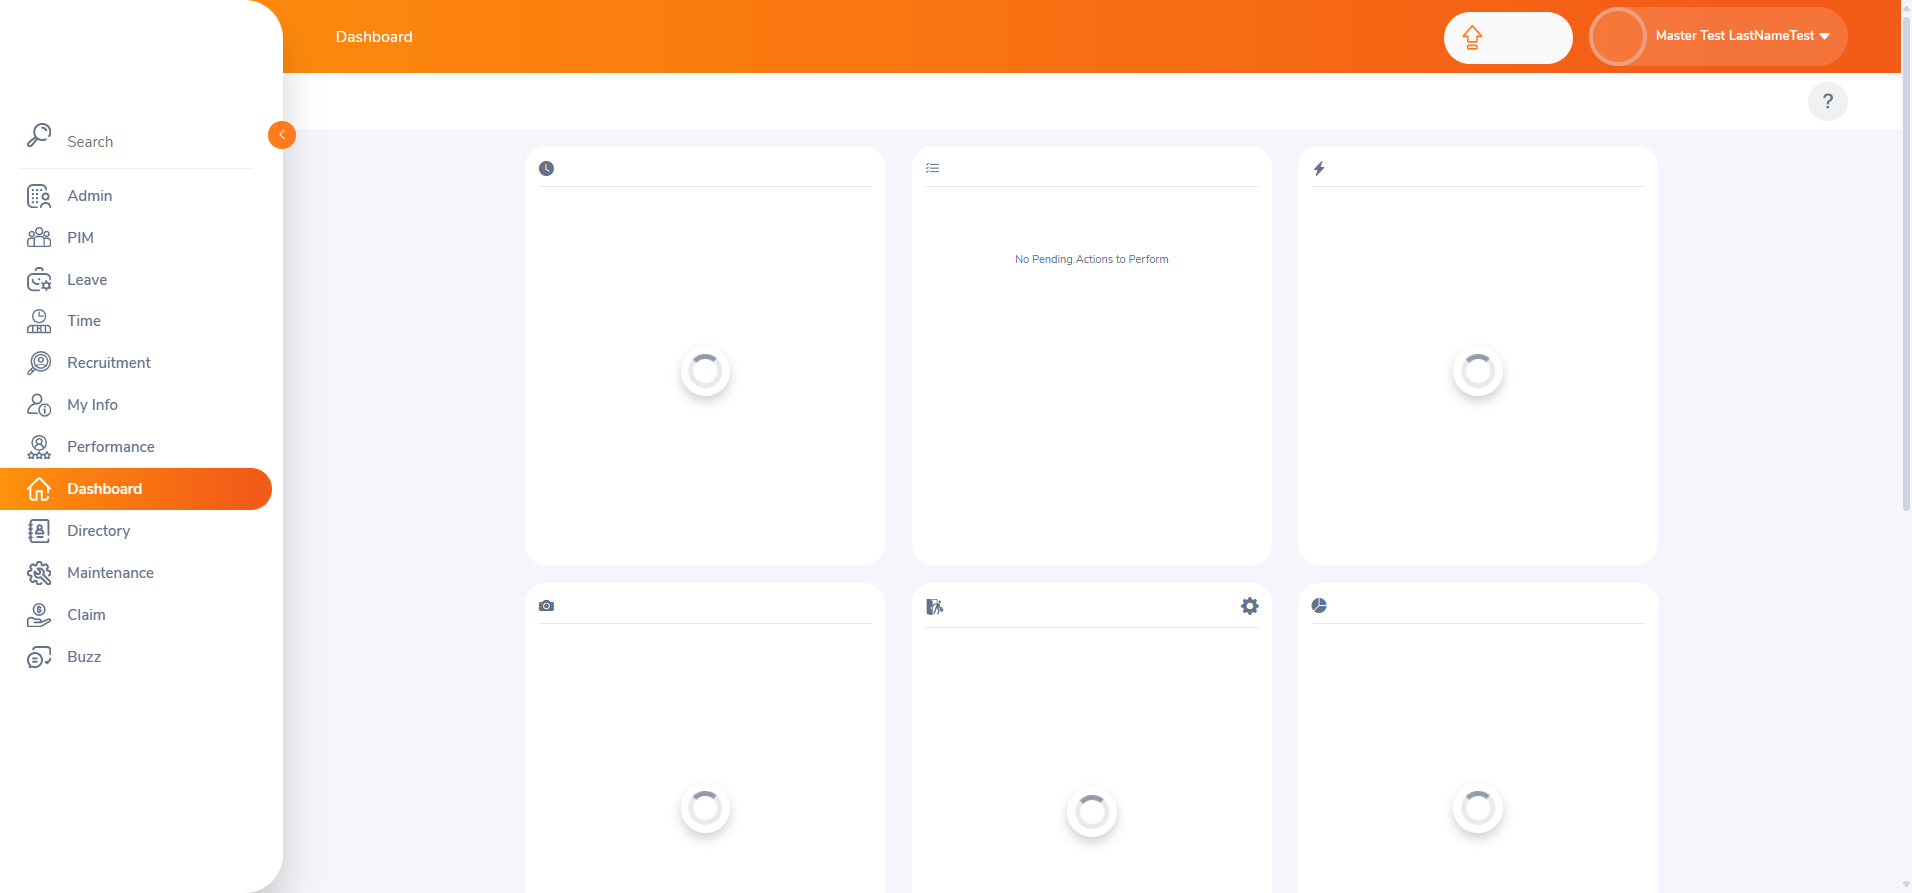 Dashboard
Master Test LastNameTest
?
Search
Admin
PIM
Leave
Time
Recruitment
My Info
Performance
Dashboard
Directory
Maintenance
Claim
Buzz
No Pending Actions to Perform